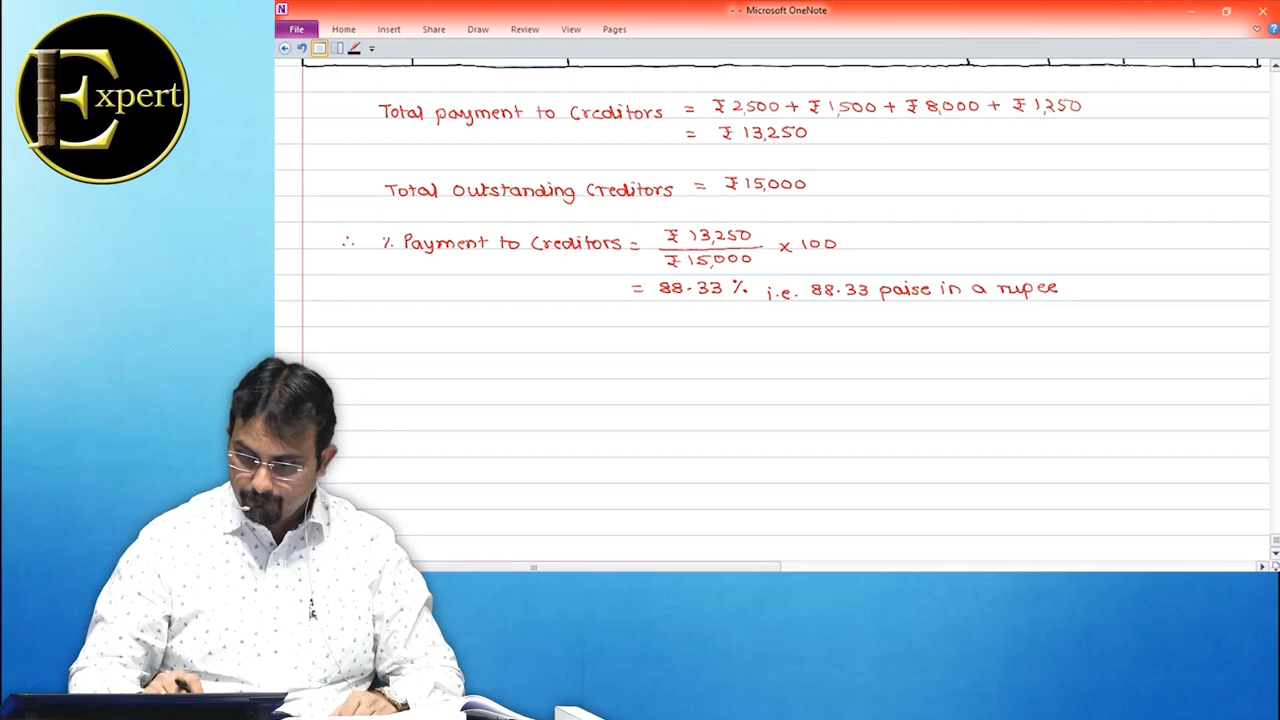 Expert
- - Microsoft OneNote
File Home Insert Share Draw Review View Pages
Total payment to Creditors = ₹ 2,500 + ₹ 1,500 + ₹ 8,000 + ₹ 1,250
= ₹ 13,250
Total Outstanding Creditors = ₹ 15,000
∴ % Payment to Creditors = ₹ 13,250 / ₹ 15,000 × 100
= 88.33 % i.e. 88.33 paise in a rupee